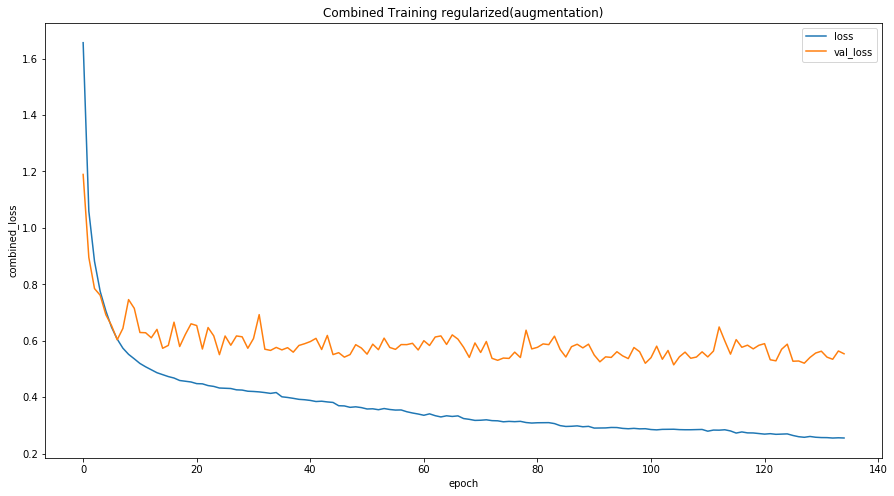 Combined Training regularized(augmentation)
loss
val_loss
combined_loss
1.6
1.4
1.2
1.0
0.8
0.6
0.4
0.2
0 20 40 60 80 100 120 140
epoch